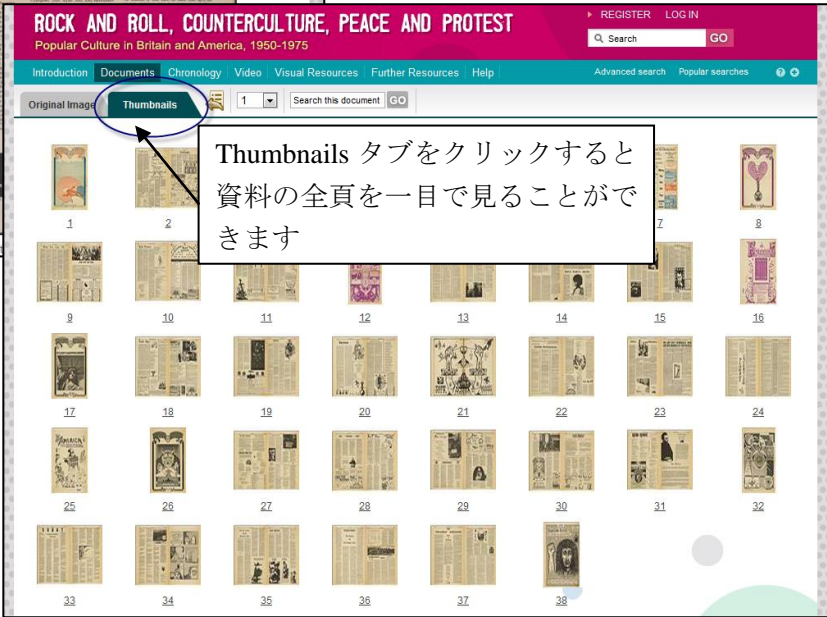 ROCK AND ROLL, COUNTERCULTURE, PEACE AND PROTEST
Popular Culture in Britain and America, 1950-1975
REGISTER LOG IN
Search GO
Introduction Documents Chronology Video Visual Resources Further Resources Help
Advanced search Popular searches
Original Image Thumbnails 1 Search this document GO
Thumbnails タブをクリックすると
資料の全頁を一目で見ることがで
きます
1 2 7 8
9 10 11 12 13 14 15 16
17 18 19 20 21 22 23 24
25 26 27 28 29 30 31 32
33 34 35 36 37 38